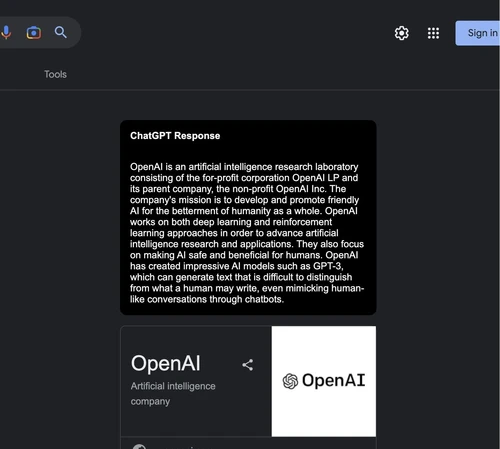 Sign in
Tools
ChatGPT Response
OpenAI is an artificial intelligence research laboratory
consisting of the for-profit corporation OpenAI LP and
its parent company, the non-profit OpenAI Inc. The
company's mission is to develop and promote friendly
AI for the betterment of humanity as a whole. OpenAI
works on both deep learning and reinforcement
learning approaches in order to advance artificial
intelligence research and applications. They also focus
on making AI safe and beneficial for humans. OpenAI
has created impressive AI models such as GPT-3,
which can generate text that is difficult to distinguish
from what a human may write, even mimicking human-
like conversations through chatbots.
OpenAI
Artificial intelligence
company
OpenAI